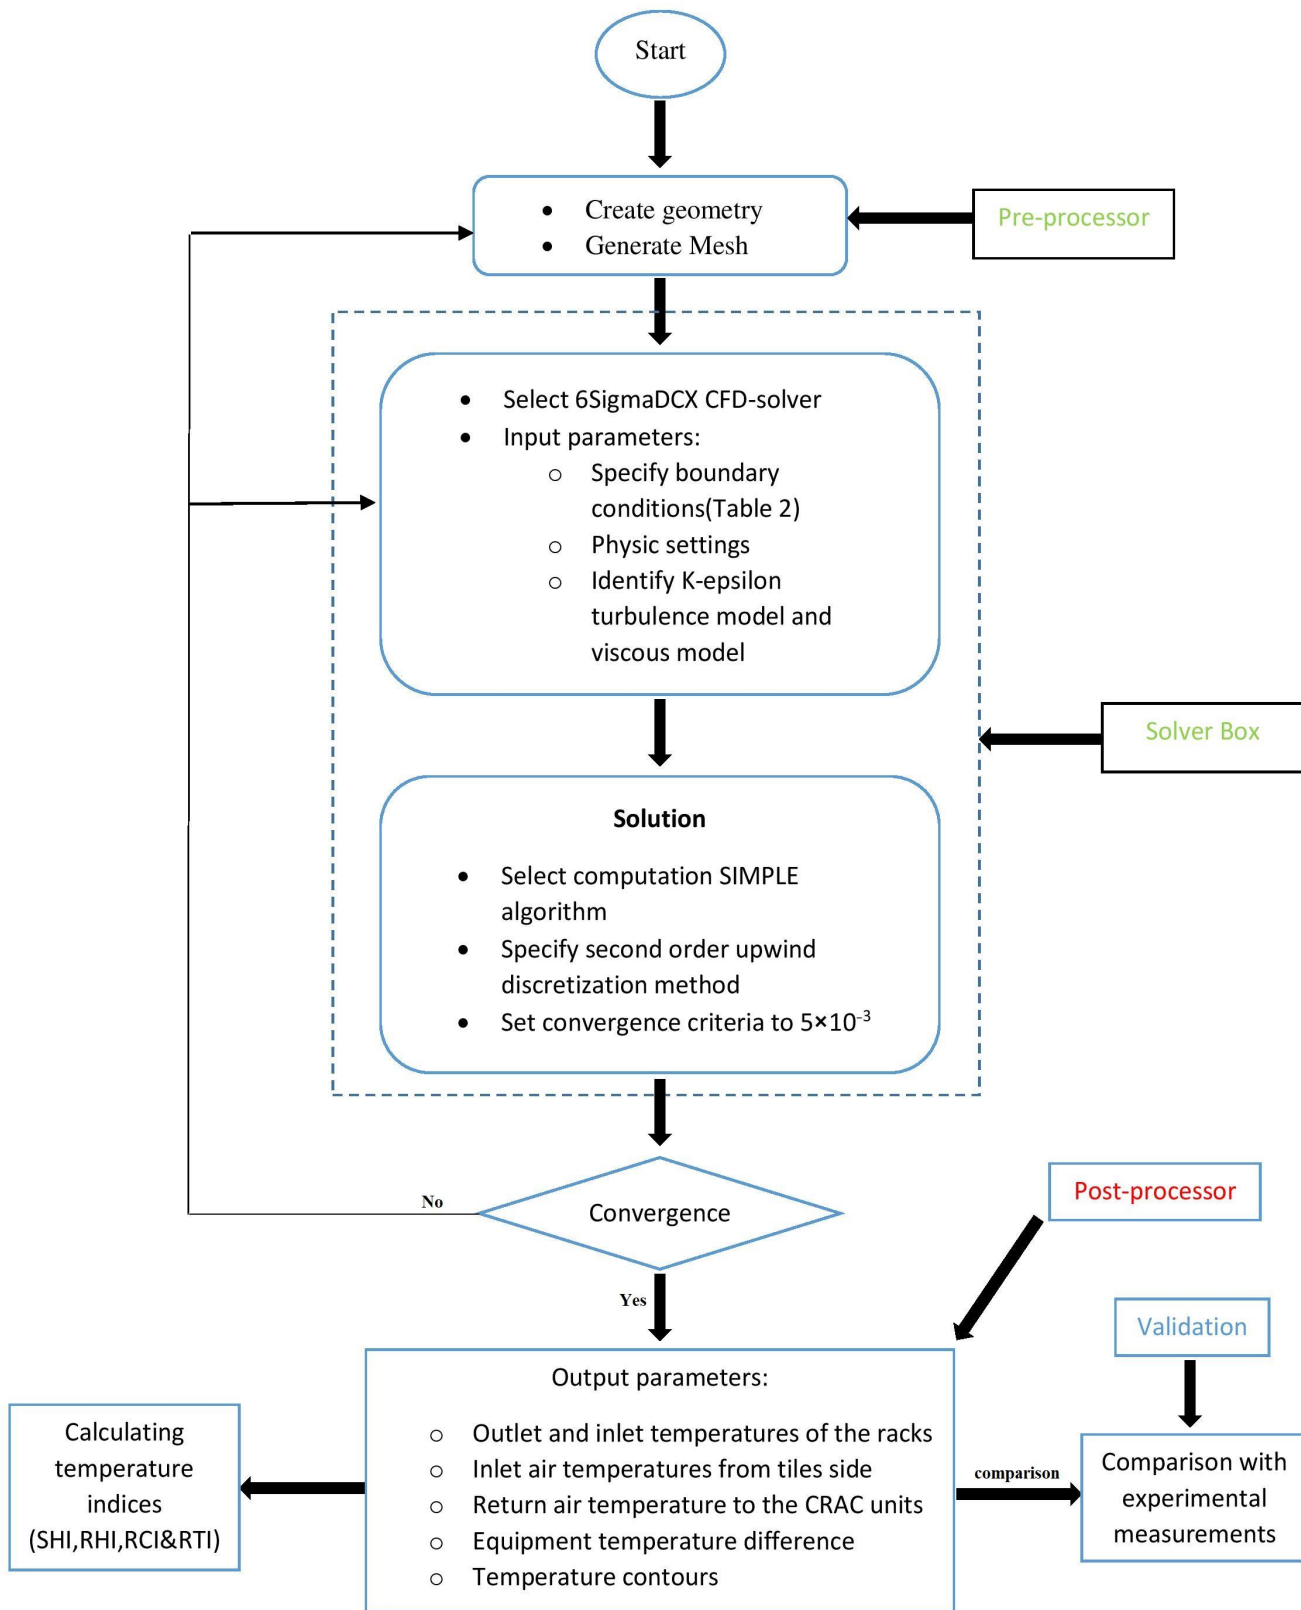 Start
• Create geometry
• Generate Mesh
Pre-processor
• Select 6SigmaDCX CFD-solver
• Input parameters:
o Specify boundary
conditions(Table 2)
o Physic settings
o Identify K-epsilon
turbulence model and
viscous model
Solver Box
Solution
• Select computation SIMPLE
algorithm
• Specify second order upwind
discretization method
• Set convergence criteria to 5×10⁻³
Convergence
No
Yes
Post-processor
Validation
Output parameters:
o Outlet and inlet temperatures of the racks
o Inlet air temperatures from tiles side
o Return air temperature to the CRAC units
o Equipment temperature difference
o Temperature contours
Calculating
temperature
indices
(SHI,RHI,RCI&RTI)
comparison
Comparison with
experimental
measurements